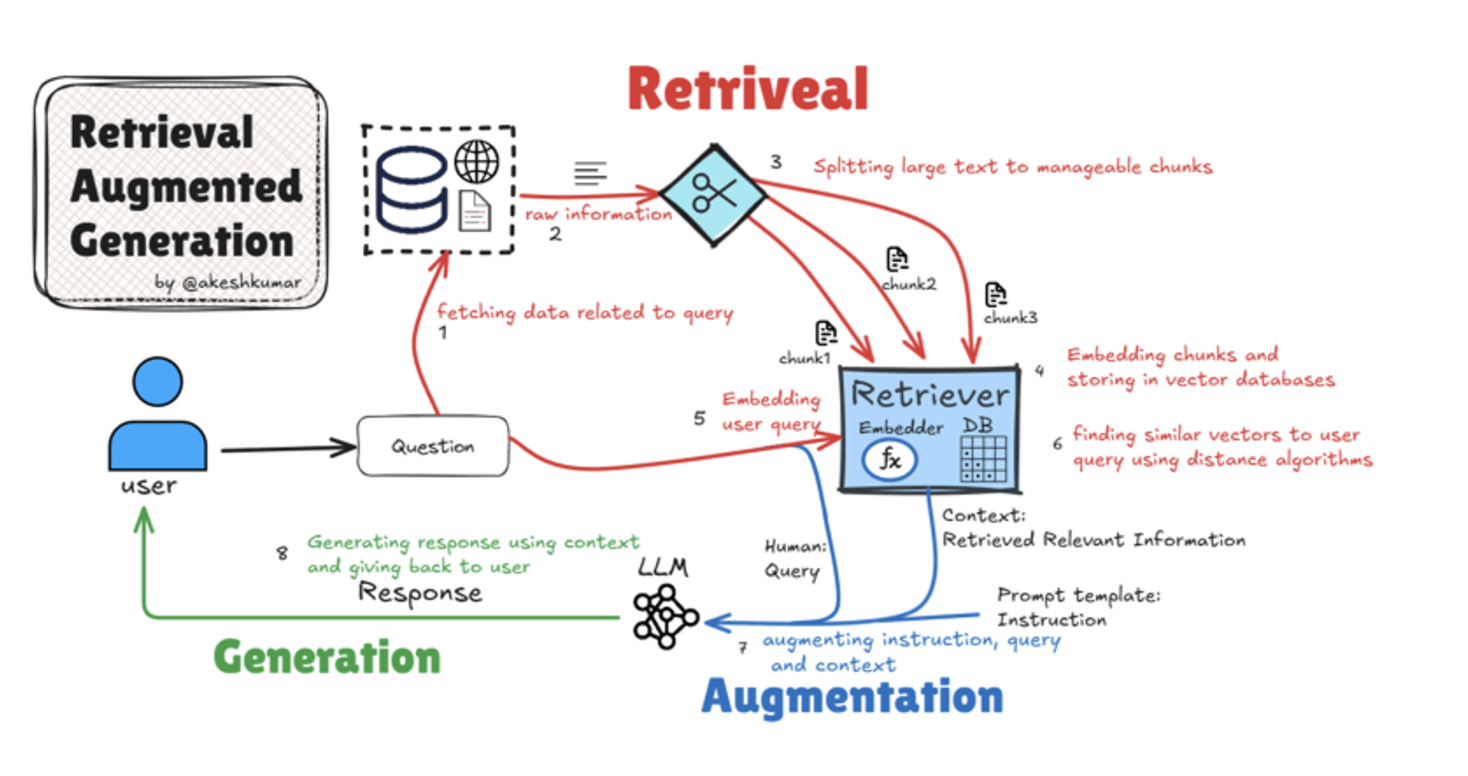 Retrieval
Augmented
Generation
by @akeshkumar
Retriveal
raw information
2
3
Splitting large text to manageable chunks
chunk2
chunk3
chunk1
fetching data related to query
1
4
Embedding chunks and
storing in vector databases
Retriever
Embedder
DB
fx
5
Embedding
user query
6
finding similar vectors to user
query using distance algorithms
Question
user
Context:
Retrieved Relevant Information
Human:
Query
Prompt template:
Instruction
8
Generating response using context
and giving back to user
Response
LLM
7
augmenting instruction, query
and context
Generation
Augmentation